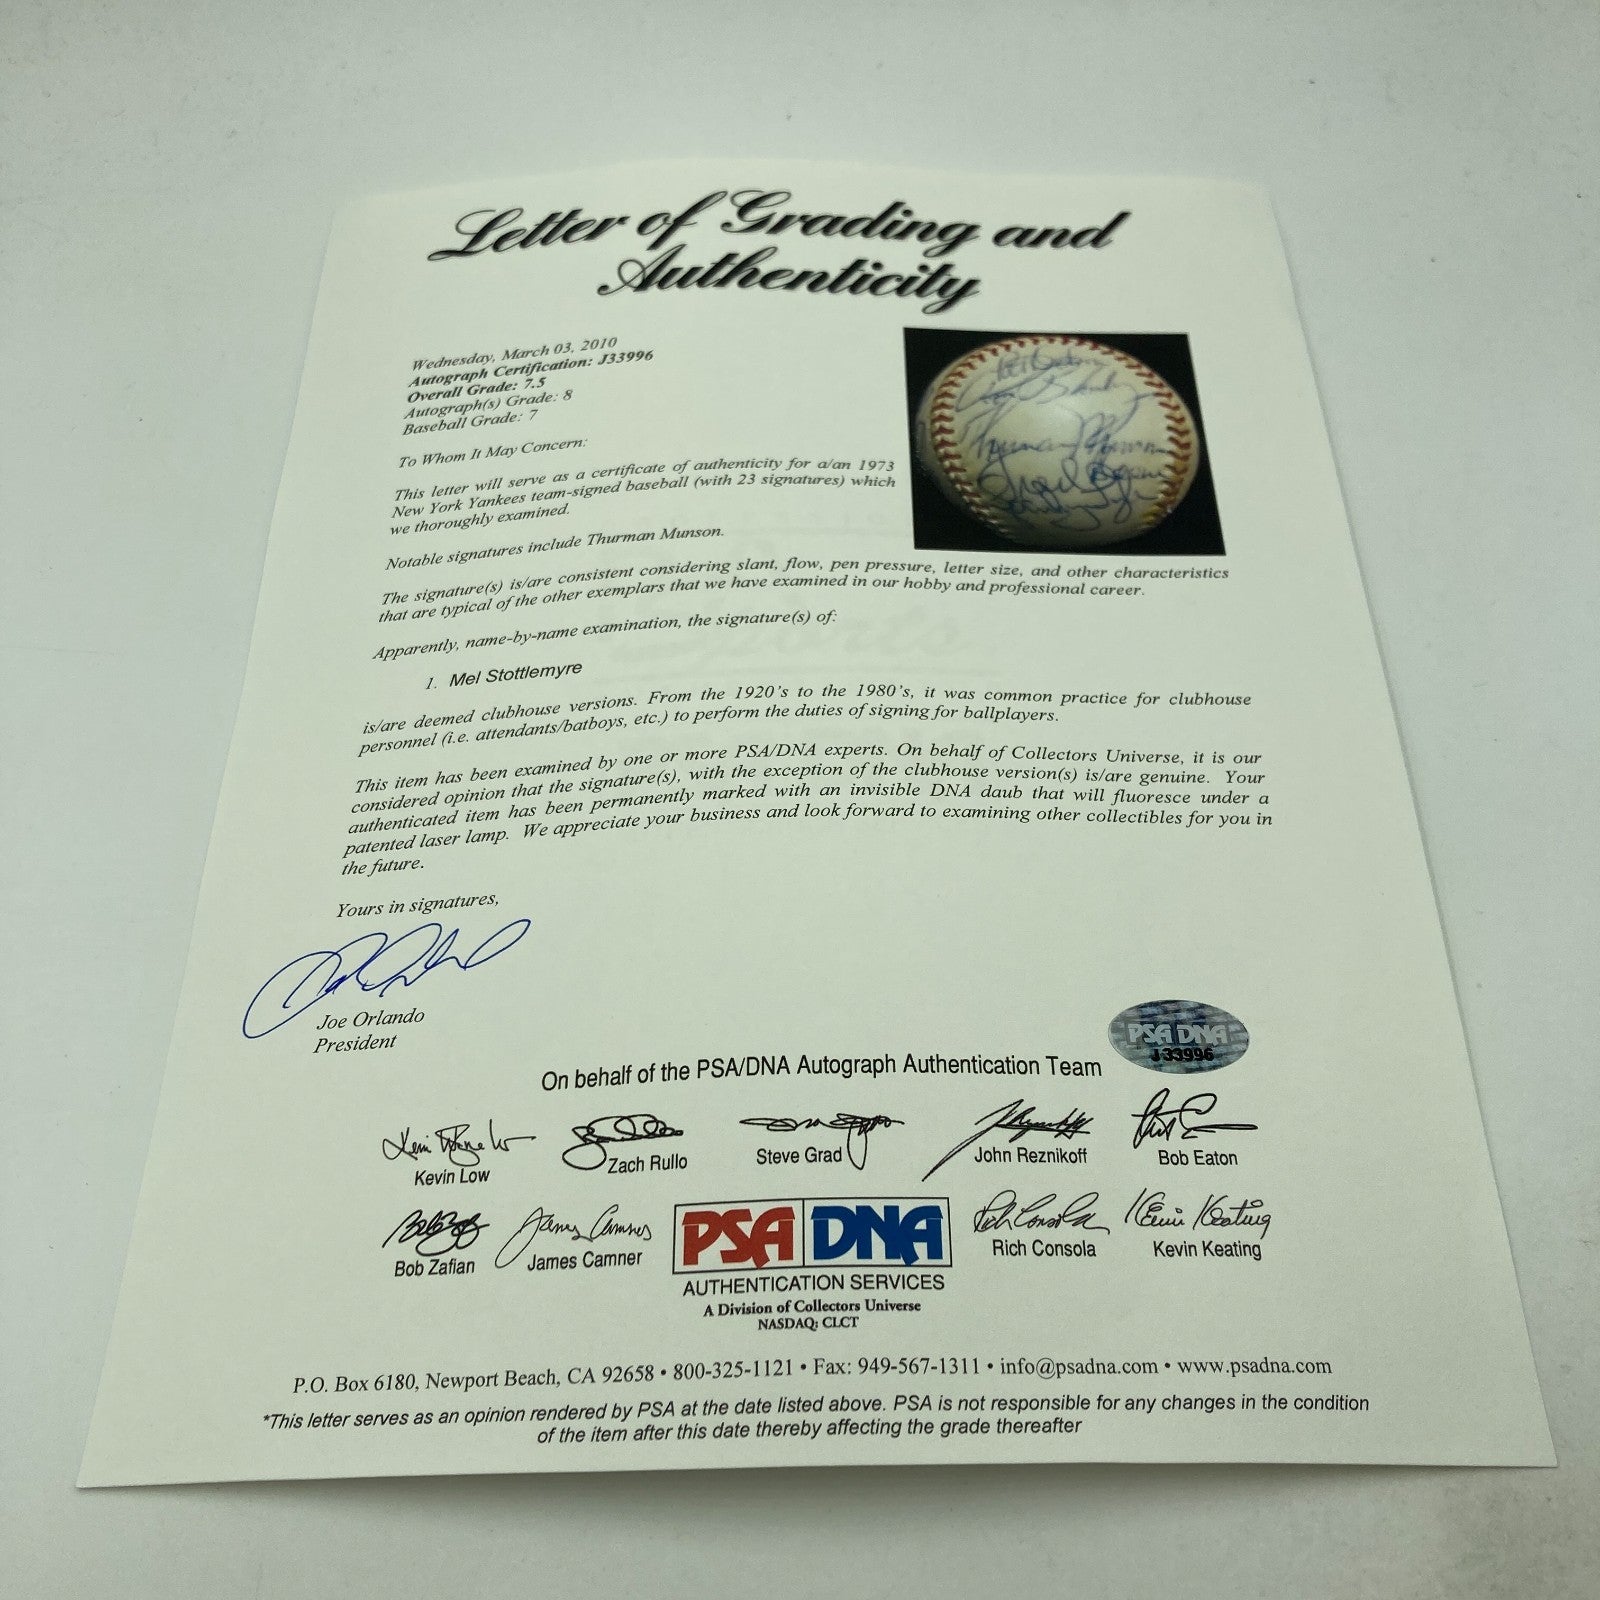 Letter of Grading and
Authenticity
Wednesday, March 03, 2010
Autograph Certification: J33996
Overall Grade: 7.5
Autograph(s) Grade: 8
Baseball Grade: 7
To Whom It May Concern:
This letter will serve as a certificate of authenticity for a/an 1973
New York Yankees team-signed baseball (with 23 signatures) which
we thoroughly examined.
Thurman Munson
Notable signatures include Thurman Munson.
The signature(s) is/are consistent considering slant, flow, pen pressure, letter size, and other characteristics
that are typical of the other exemplars that we have examined in our hobby and professional career.
Apparently, name-by-name examination, the signature(s) of:
1. Mel Stottlemyre
is/are deemed clubhouse versions. From the 1920's to the 1980's, it was common practice for clubhouse
personnel (i.e. attendants/batboys, etc.) to perform the duties of signing for ballplayers.
This item has been examined by one or more PSA/DNA experts. On behalf of Collectors Universe, it is our
considered opinion that the signature(s), with the exception of the clubhouse version(s) is/are genuine. Your
authenticated item has been permanently marked with an invisible DNA daub that will fluoresce under a
patented laser lamp. We appreciate your business and look forward to examining other collectibles for you in
the future.
Yours in signatures,
Joe Orlando
President
PSA DNA
J33996
On behalf of the PSA/DNA Autograph Authentication Team
Kevin Low
Zach Rullo
Steve Grad
John Reznikoff
Bob Eaton
James Camner
Rich Consola
Kevin Keating
Bob Zafian
James Camner
PSA DNA
Rich Consola
Kevin Keating
AUTHENTICATION SERVICES
A Division of Collectors Universe
NASDAQ: CLCT
P.O. Box 6180, Newport Beach, CA 92658 • 800-325-1121 • Fax: 949-567-1311 • info@psadna.com • www.psadna.com
*This letter serves as an opinion rendered by PSA at the date listed above. PSA is not responsible for any changes in the condition
of the item after this date thereby affecting the grade thereafter